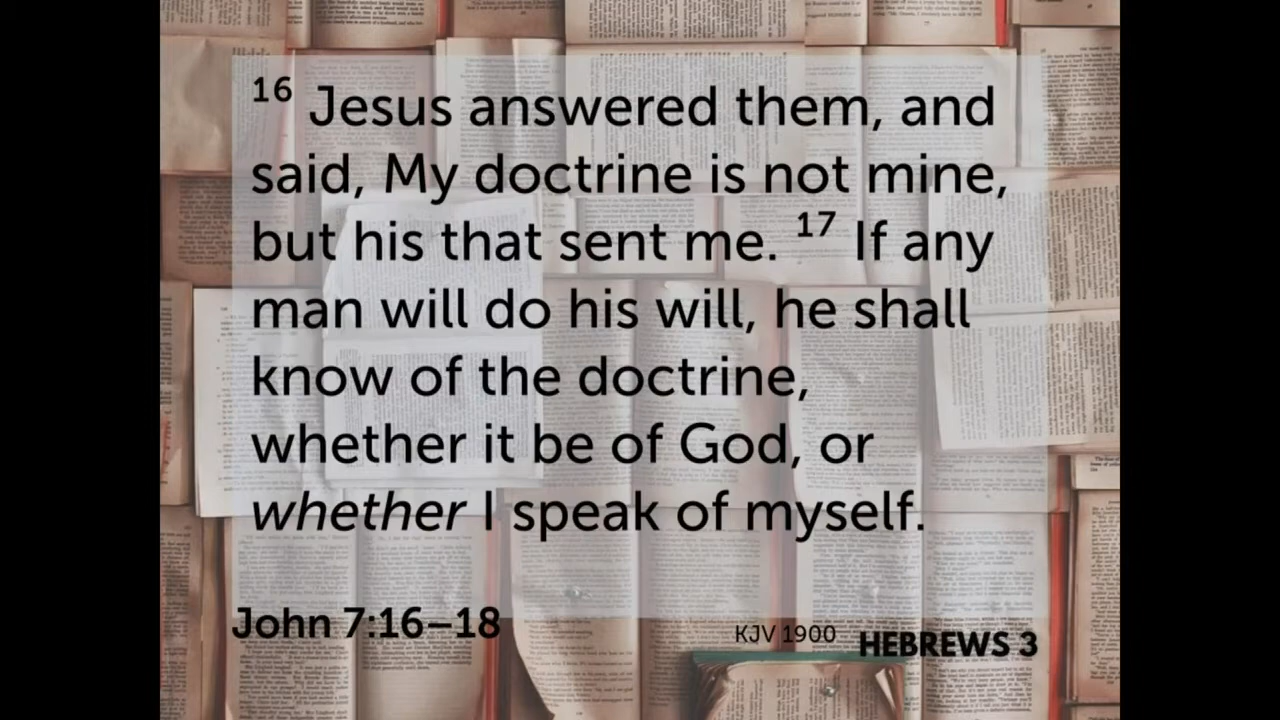 16 Jesus answered them, and
said, My doctrine is not mine,
but his that sent me. 17 If any
man will do his will, he shall
know of the doctrine,
whether it be of God, or
whether I speak of myself.
John 7:16–18
KJV 1900
HEBREWS 3